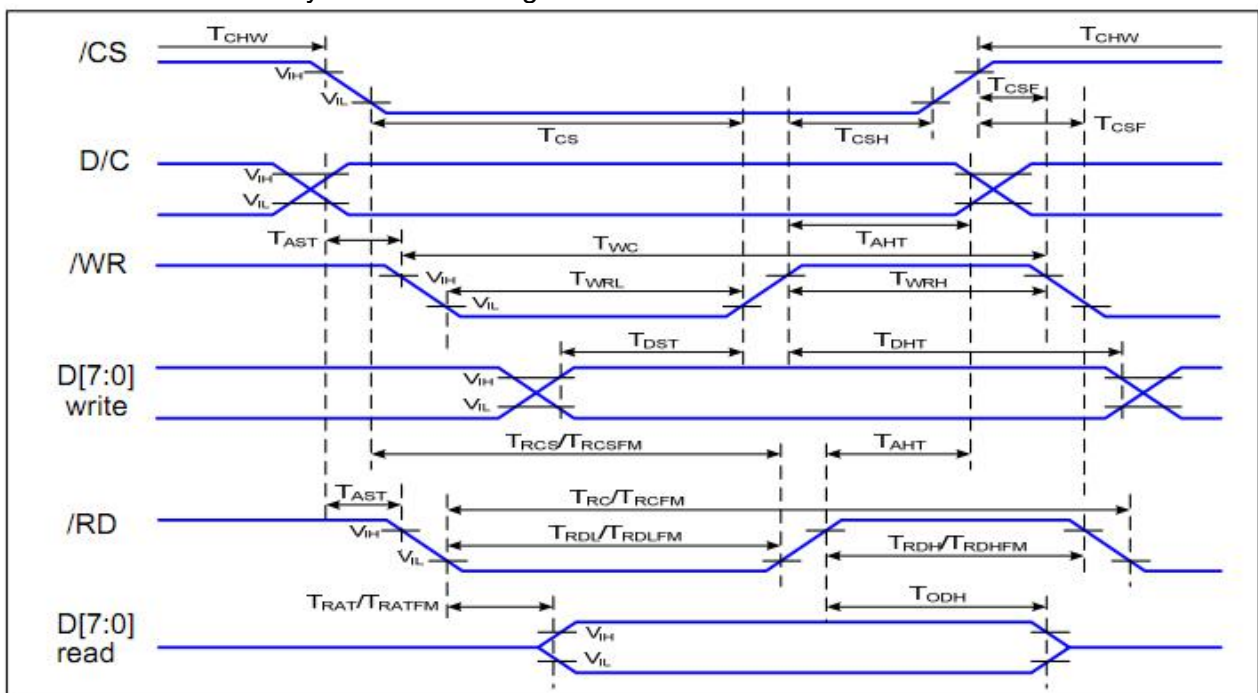 /CS TCHW TCHW
VIH
VIL
TCSF
TCS TCSH TCSF
D/C
VIH
VIL
TAST TWC TAHT
/WR
VIH
VIL
TWRL TWRH
TDST TDHT
D[7:0]
write
VIH
VIL
TRCS/TRCSFM TAHT
TAST TRC/TRCFM
/RD
VIH
VIL
TRDL/TRDLFM TRDH/TRDHFM
TRAT/TRATFM TODH
D[7:0]
read
VIH
VIL